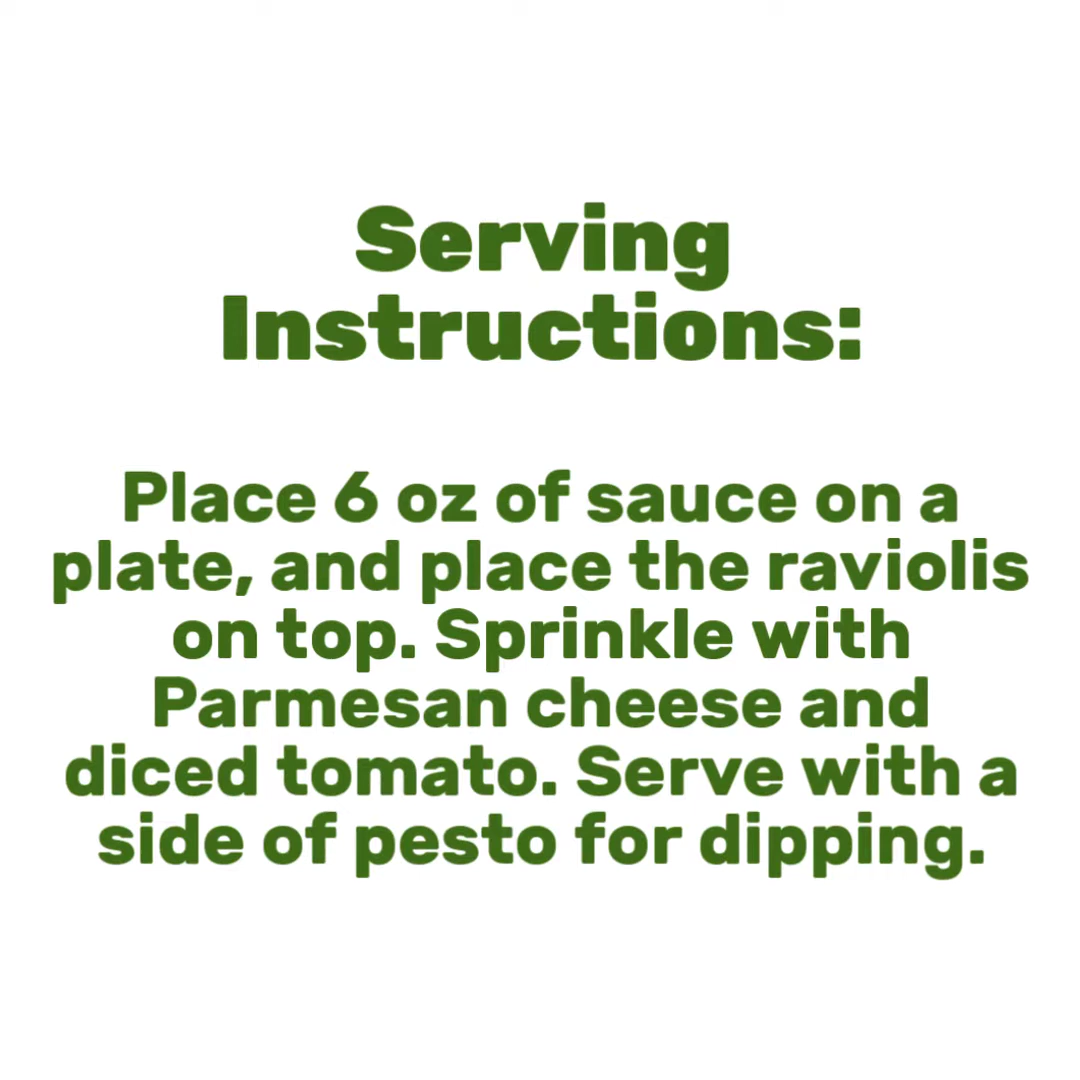 Serving
Instructions:
Place 6 oz of sauce on a
plate, and place the raviolis
on top. Sprinkle with
Parmesan cheese and
diced tomato. Serve with a
side of pesto for dipping.